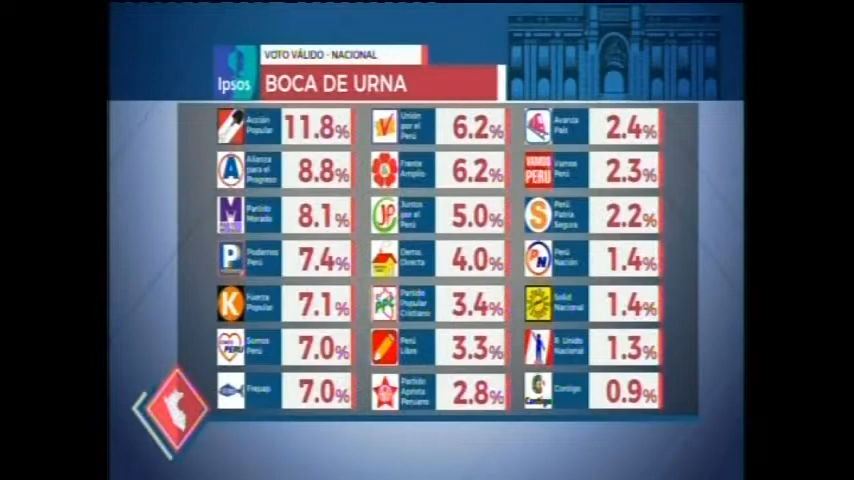 VOTO VÁLIDO - NACIONAL
Ipsos
BOCA DE URNA
Acción
Popular
11.8%
Alianza
para el
Progreso
8.8%
Partido
Morado
8.1%
Podemos
Perú
7.4%
Fuerza
Popular
7.1%
Somos
Perú
7.0%
Frepap
7.0%
Unión
por el
Perú
6.2%
Frente
Amplio
6.2%
Juntos
por el
Perú
5.0%
Demo.
Directa
4.0%
Partido
Popular
Cristiano
3.4%
Perú
Libre
3.3%
Partido
Aprista
Peruano
2.8%
Avanza
País
2.4%
VAMOS
PERU
Vamos
Perú
2.3%
Perú
Patria
Segura
2.2%
PN
Perú
Nación
1.4%
Solid
Nacional
1.4%
R Unido
Nacional
1.3%
Contigo
Contigo
0.9%